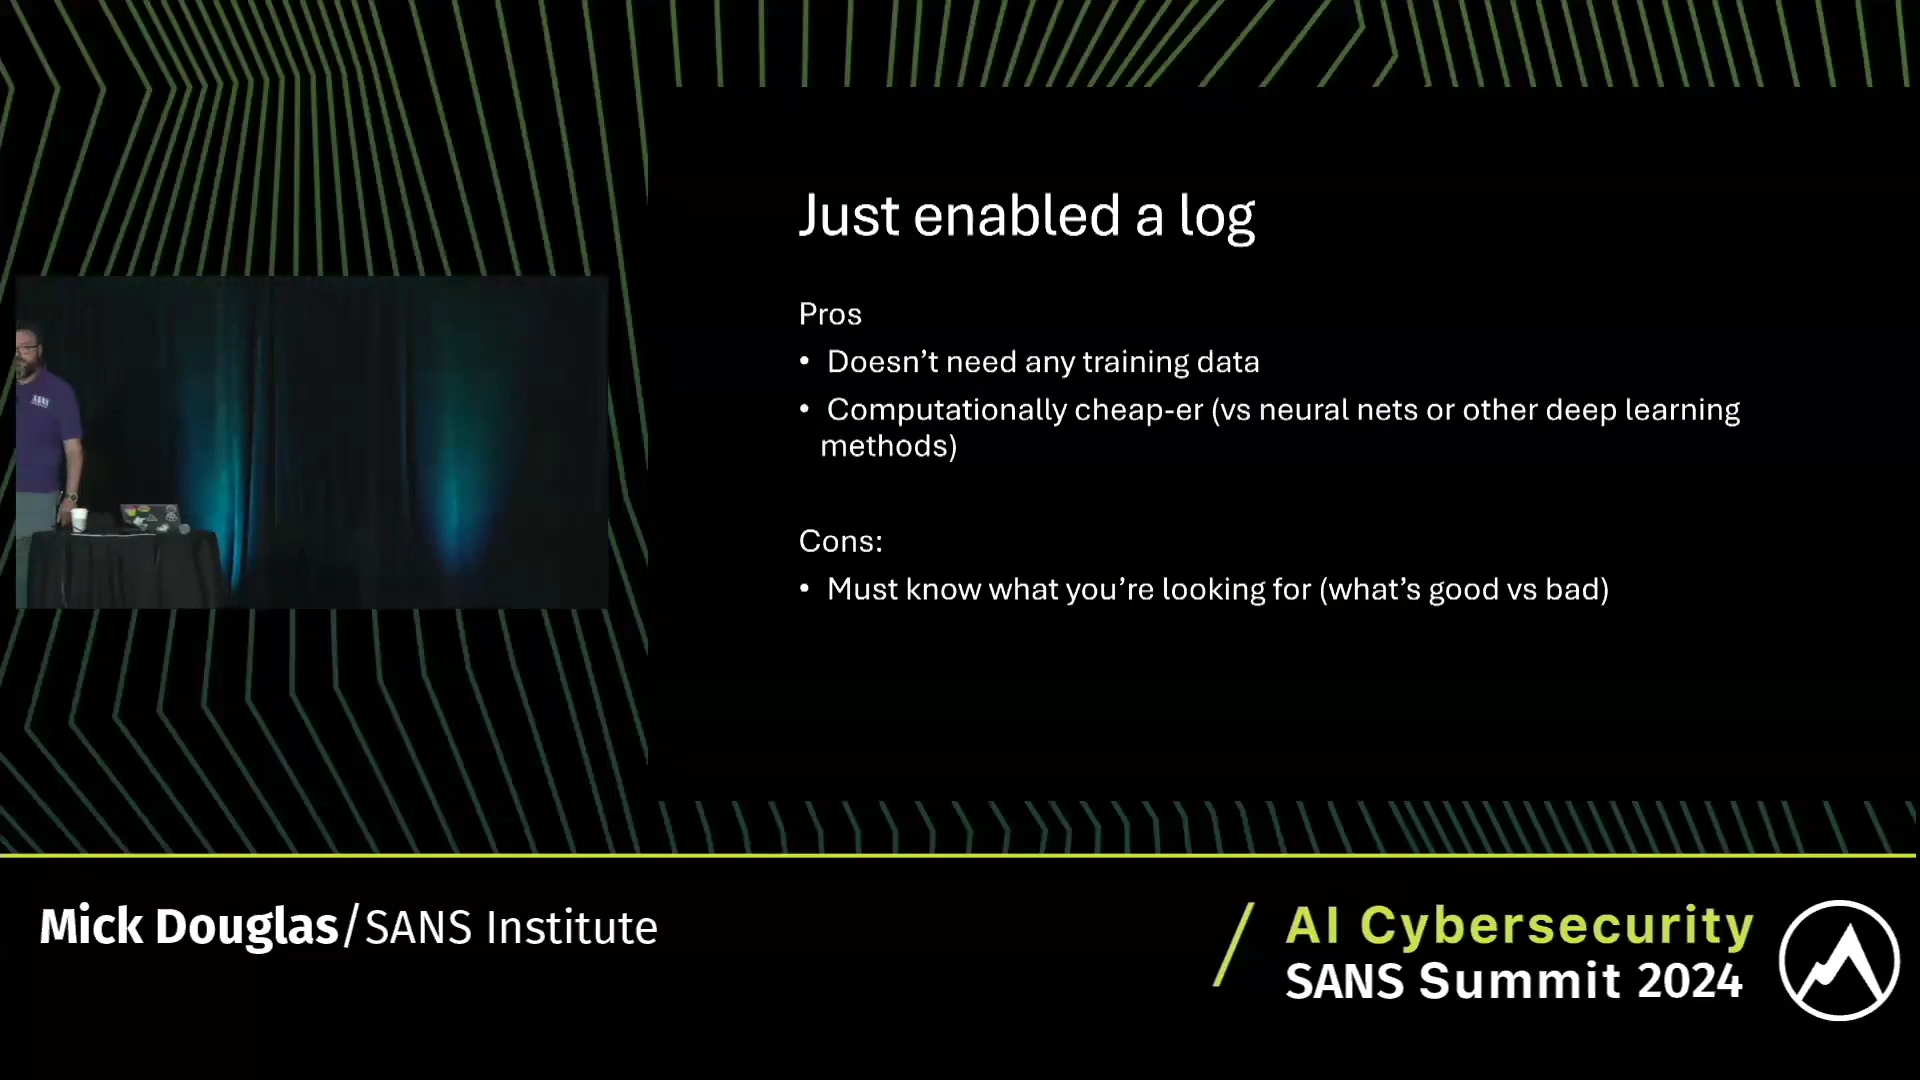 Just enabled a log
Pros
• Doesn’t need any training data
• Computationally cheap-er (vs neural nets or other deep learning
methods)
Cons:
• Must know what you’re looking for (what’s good vs bad)
SANS
Mick Douglas/SANS Institute
AI Cybersecurity
SANS Summit 2024